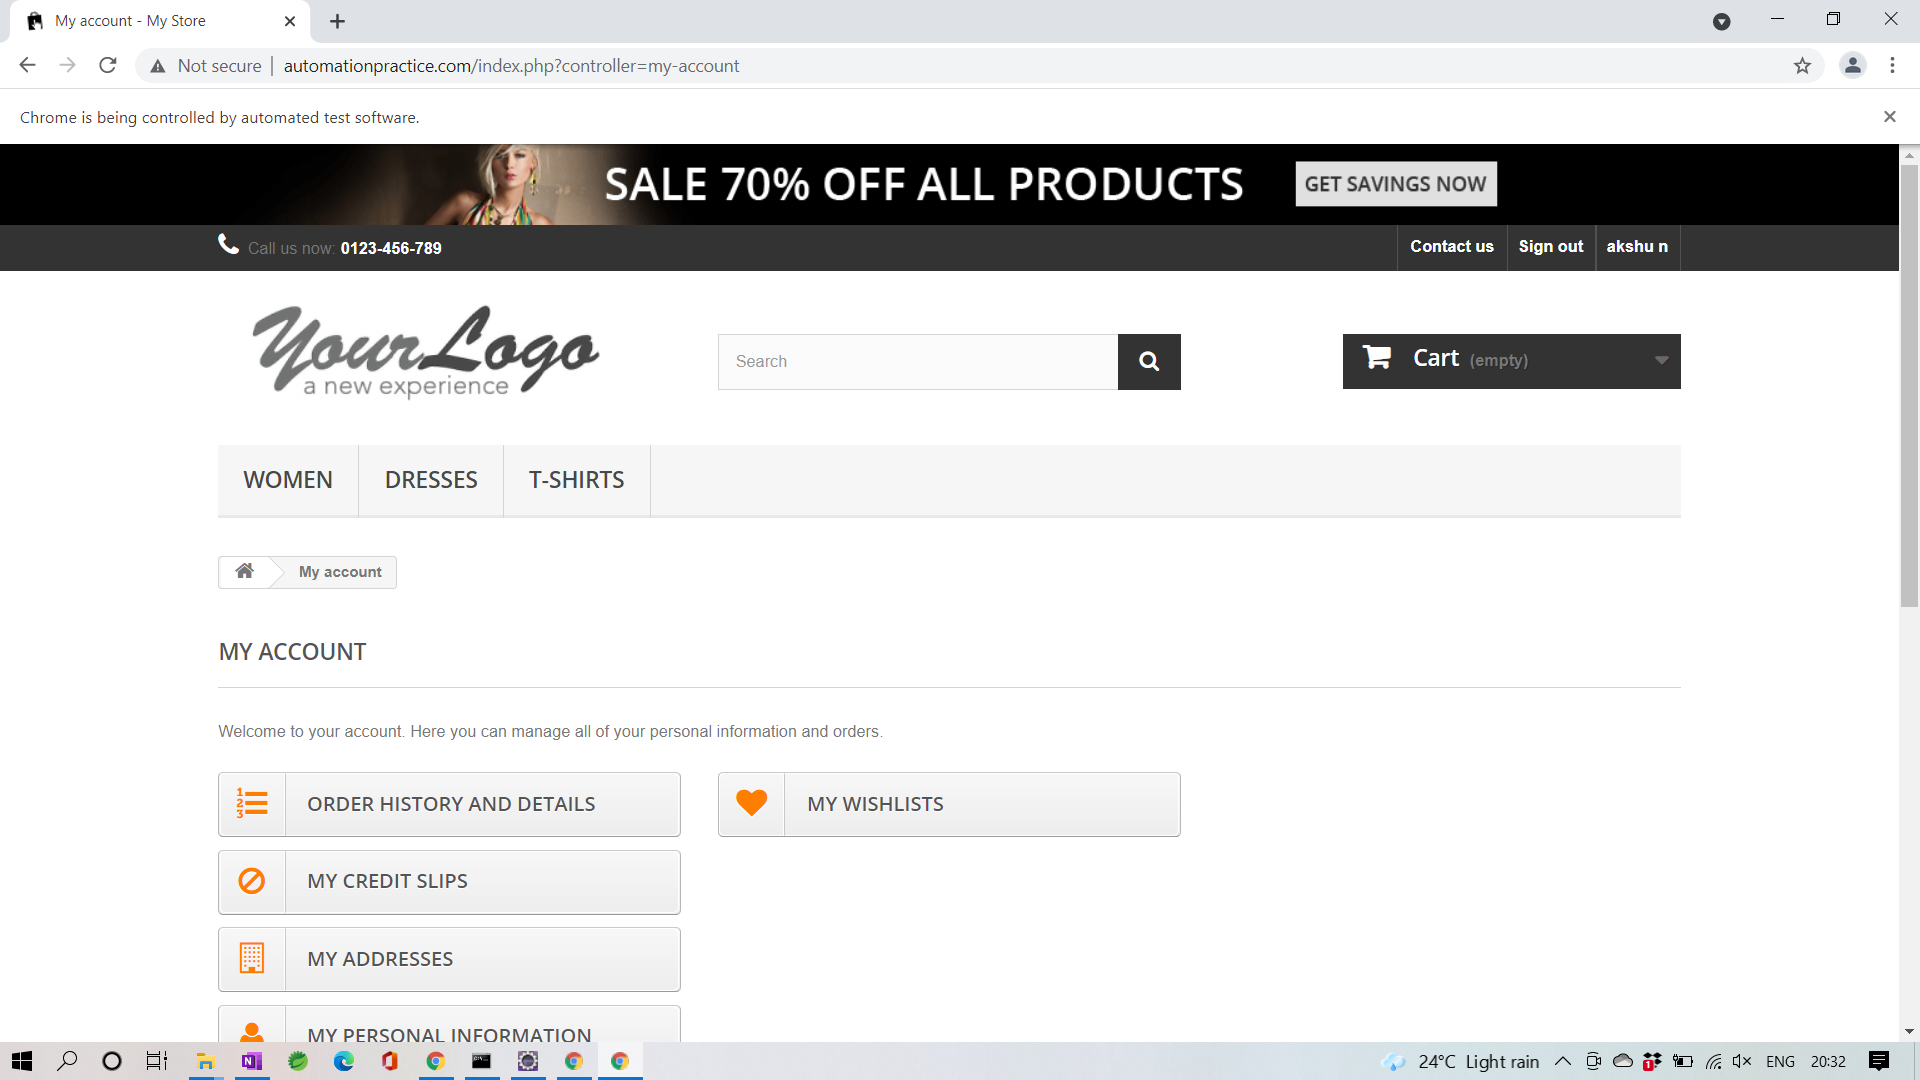 My account - My Store
Not secure
automationpractice.com/index.php?controller=my-account
Chrome is being controlled by automated test software.
SALE 70% OFF ALL PRODUCTS
GET SAVINGS NOW
Call us now: 0123-456-789
Contact us
Sign out
akshu n
YourLogo
a new experience
Search
Cart (empty)
WOMEN
DRESSES
T-SHIRTS
My account
MY ACCOUNT
Welcome to your account. Here you can manage all of your personal information and orders.
ORDER HISTORY AND DETAILS
MY WISHLISTS
MY CREDIT SLIPS
MY ADDRESSES
MY PERSONAL INFORMATION
24°C Light rain
ENG
20:32